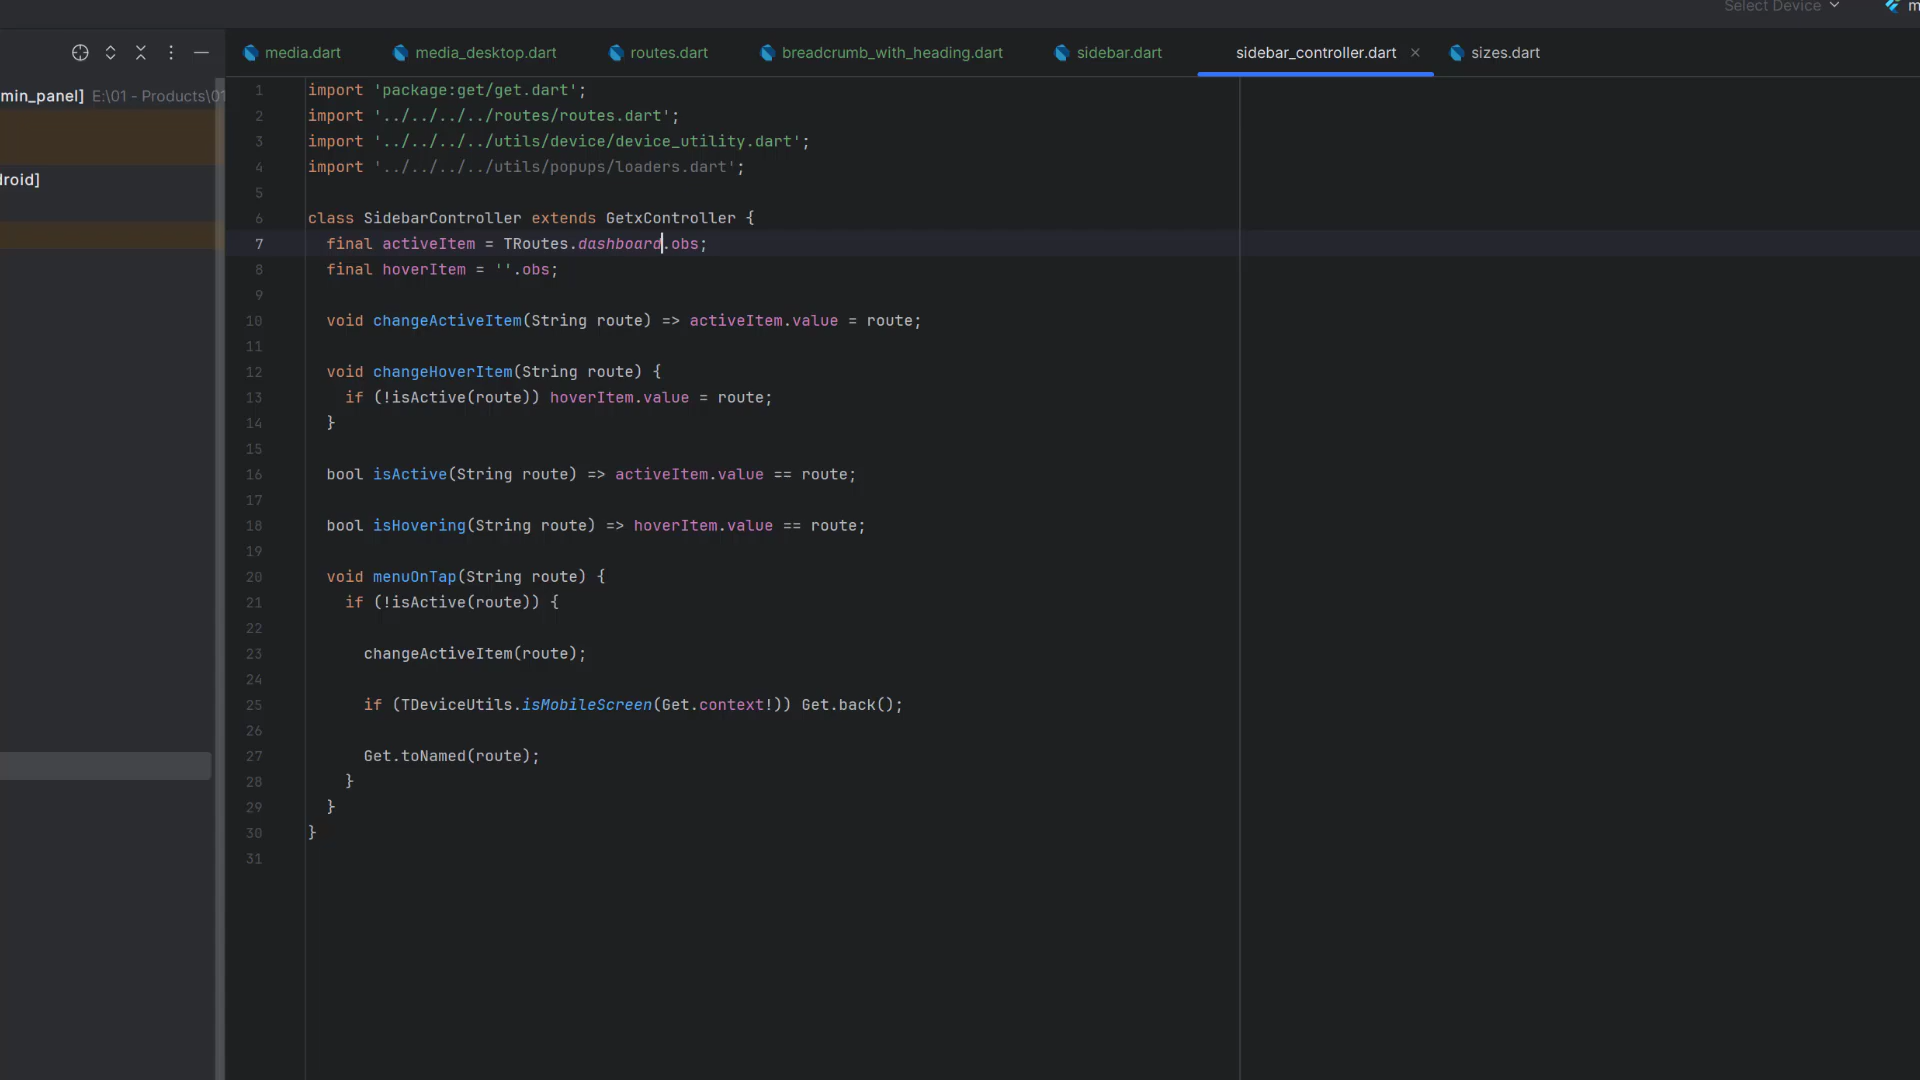 Select Device
media.dart
media_desktop.dart
routes.dart
breadcrumb_with_heading.dart
sidebar.dart
sidebar_controller.dart
sizes.dart
min_panel] E:\01 - Products\01
droid]
1 import 'package:get/get.dart';
2 import '../../../../routes/routes.dart';
3 import '../../../../utils/device/device_utility.dart';
4 import '../../../../utils/popups/loaders.dart';
5
6 class SidebarController extends GetxController {
7 final activeItem = TRoutes.dashboard.obs;
8 final hoverItem = ''.obs;
9
10 void changeActiveItem(String route) => activeItem.value = route;
11
12 void changeHoverItem(String route) {
13 if (!isActive(route)) hoverItem.value = route;
14 }
15
16 bool isActive(String route) => activeItem.value == route;
17
18 bool isHovering(String route) => hoverItem.value == route;
19
20 void menuOnTap(String route) {
21 if (!isActive(route)) {
22
23 changeActiveItem(route);
24
25 if (TDeviceUtils.isMobileScreen(Get.context!)) Get.back();
26
27 Get.toNamed(route);
28 }
29 }
30 }
31